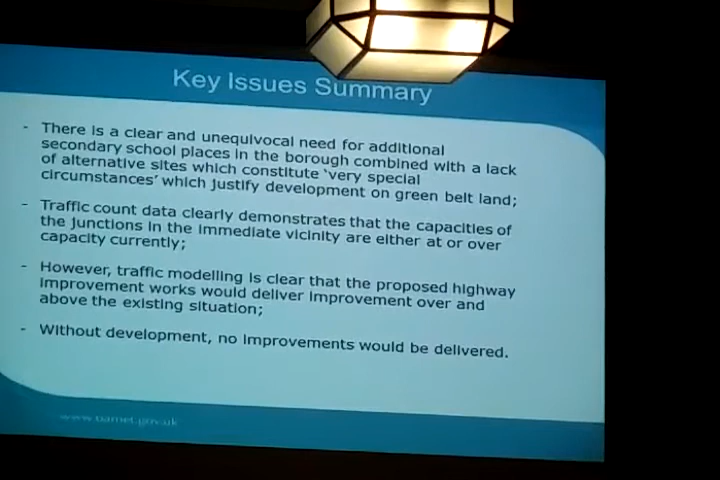 Key Issues Summary
- There is a clear and unequivocal need for additional
secondary school places in the borough combined with a lack
of alternative sites which constitute 'very special
circumstances' which justify development on green belt land;
- Traffic count data clearly demonstrates that the capacities of
the junctions in the immediate vicinity are either at or over
capacity currently;
- However, traffic modelling is clear that the proposed highway
improvement works would deliver improvement over and
above the existing situation;
- Without development, no improvements would be delivered.
www.barnet.gov.uk